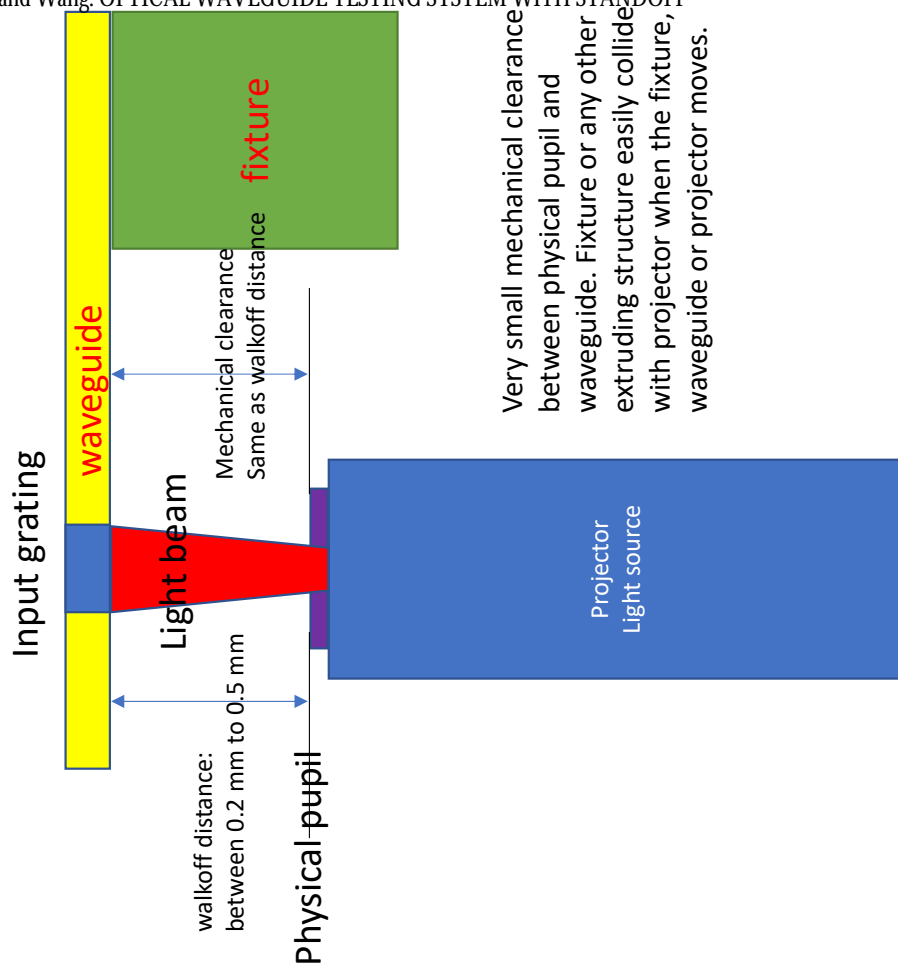 and Wang: OPTICAL WAVEGUIDE TESTING SYSTEM WITH STANDOFF
Input grating
waveguide
fixture
Light beam
Mechanical clearance
Same as walkoff distance
walkoff distance:
between 0.2 mm to 0.5 mm
Physical pupil
Projector
Light source
Very small mechanical clearance
between physical pupil and
waveguide. Fixture or any other
extruding structure easily collide
with projector when the fixture,
waveguide or projector moves.